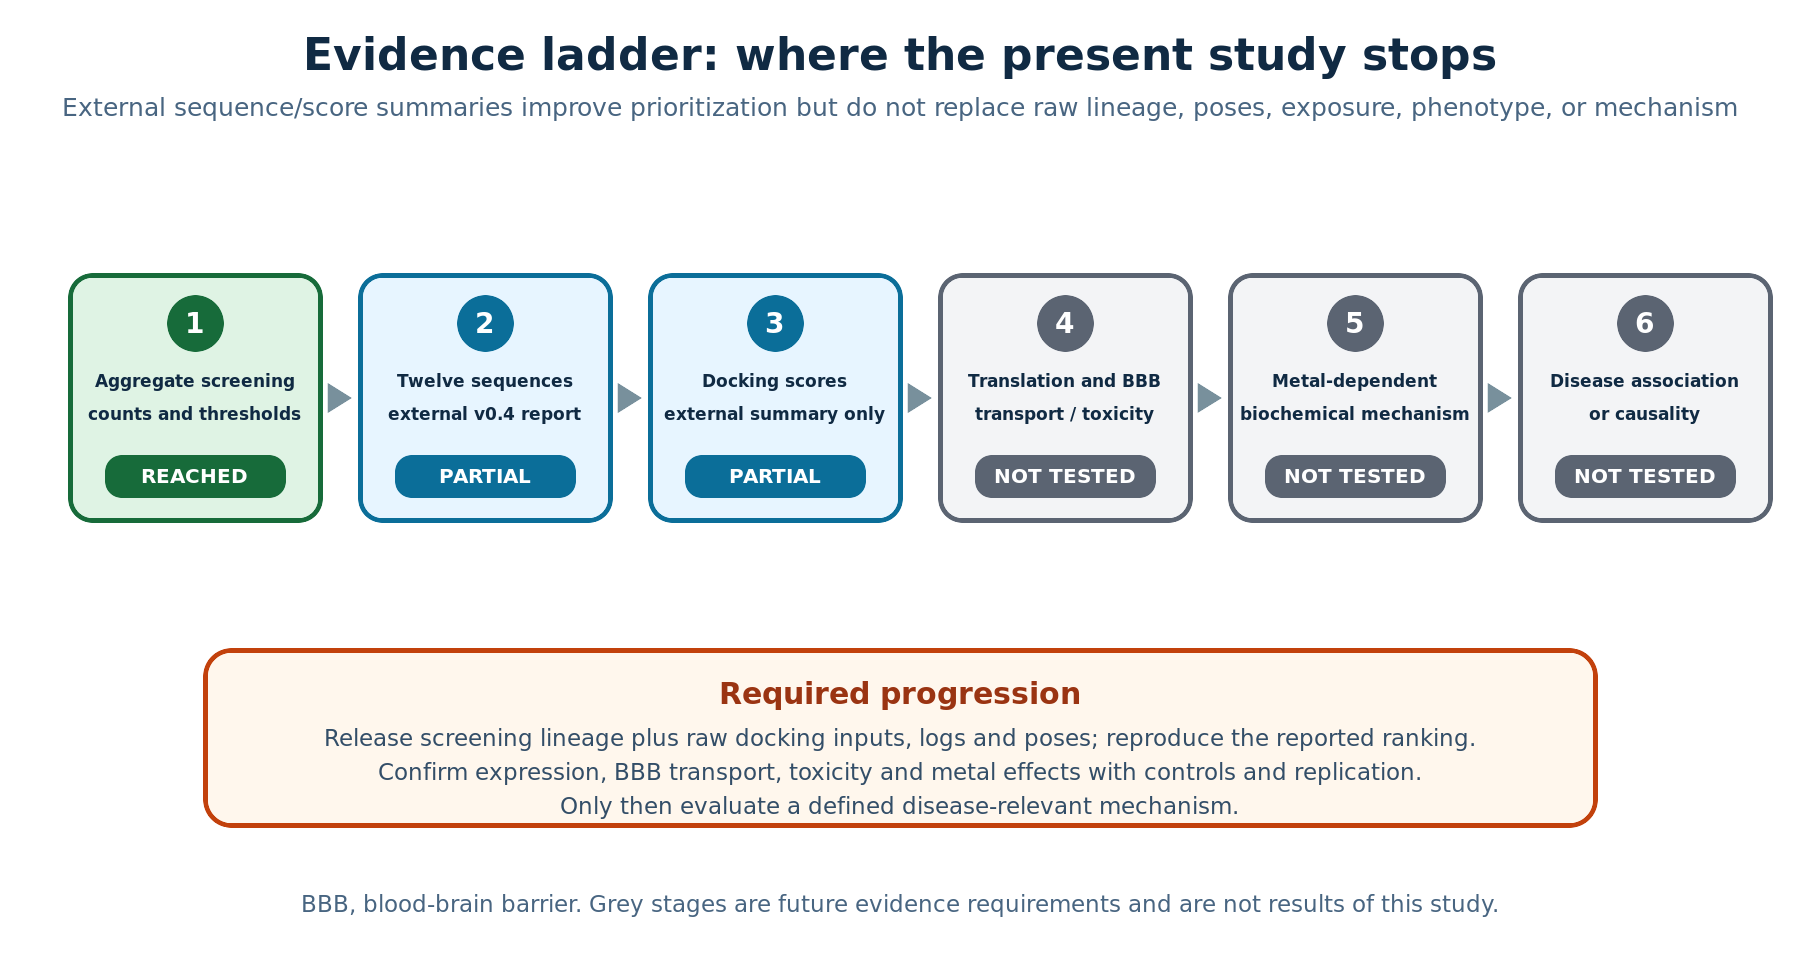 Evidence ladder: where the present study stops
External sequence/score summaries improve prioritization but do not replace raw lineage, poses, exposure, phenotype, or mechanism
1
Aggregate screening
counts and thresholds
REACHED
2
Twelve sequences
external v0.4 report
PARTIAL
3
Docking scores
external summary only
PARTIAL
4
Translation and BBB
transport / toxicity
NOT TESTED
5
Metal-dependent
biochemical mechanism
NOT TESTED
6
Disease association
or causality
NOT TESTED
Required progression
Release screening lineage plus raw docking inputs, logs and poses; reproduce the reported ranking.
Confirm expression, BBB transport, toxicity and metal effects with controls and replication.
Only then evaluate a defined disease-relevant mechanism.
BBB, blood-brain barrier. Grey stages are future evidence requirements and are not results of this study.